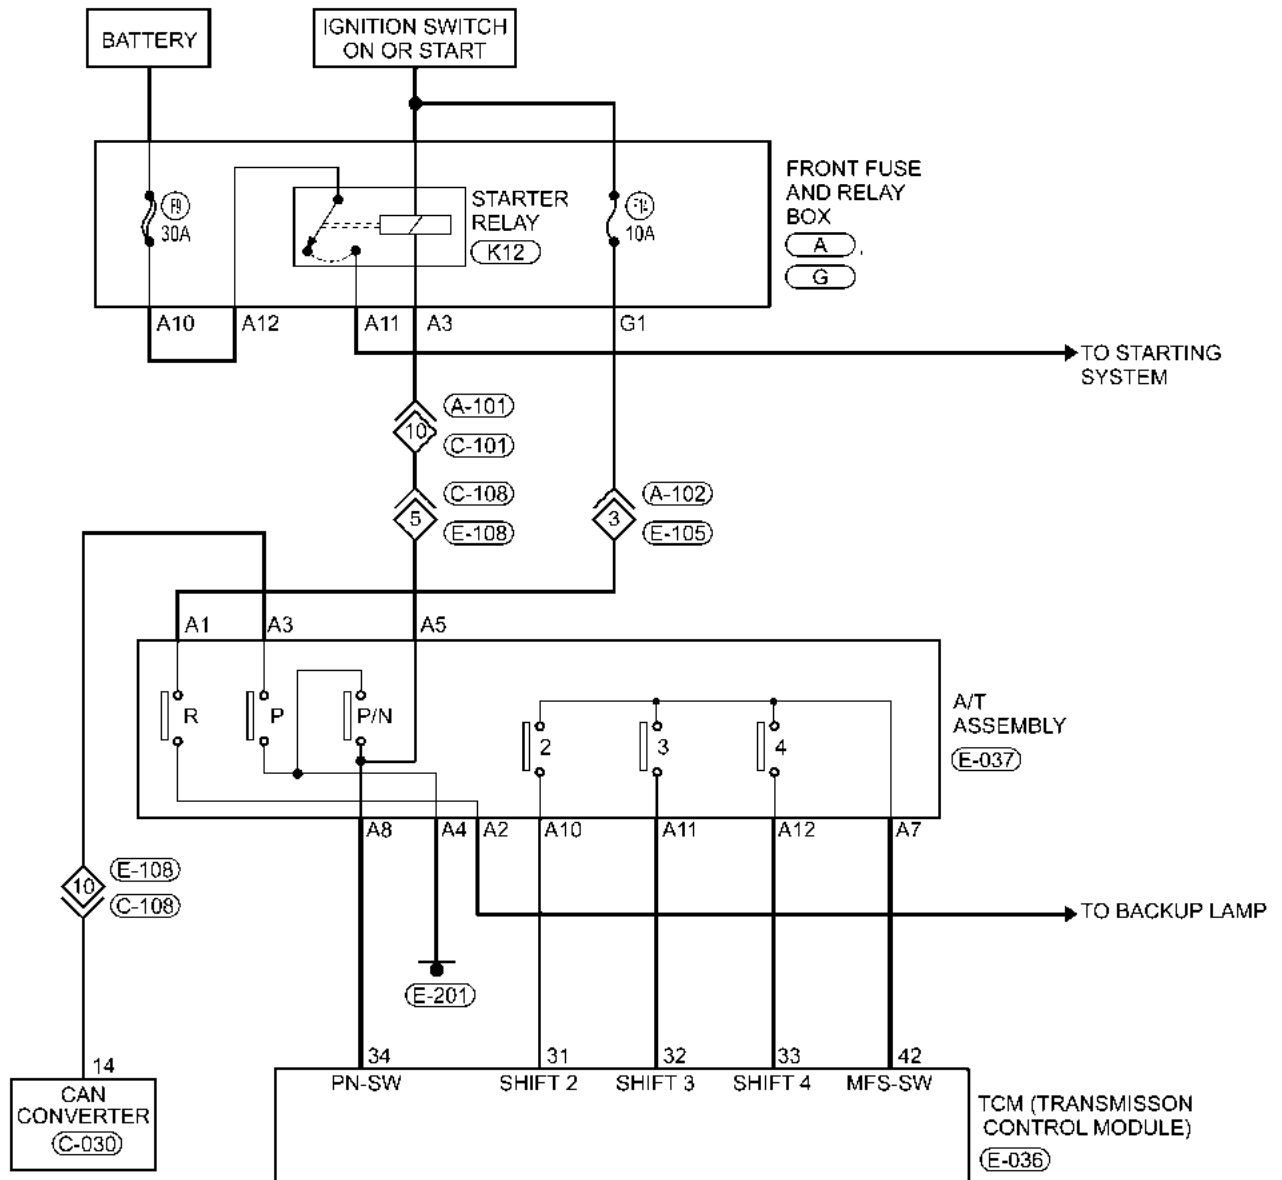 BATTERY
IGNITION SWITCH
ON OR START
FRONT FUSE
AND RELAY
BOX
A
,
G
STARTER
RELAY
K12
F9
30A
F14
10A
A10
A12
A11
A3
G1
TO STARTING
SYSTEM
A-101
10
C-101
C-108
5
E-108
A-102
3
E-105
A1
A3
A5
R
P
P/N
2
3
4
A/T
ASSEMBLY
E-037
A8
A4
A2
A10
A11
A12
A7
E-108
10
C-108
TO BACKUP LAMP
E-201
14
CAN
CONVERTER
C-030
34
31
32
33
42
PN-SW
SHIFT 2
SHIFT 3
SHIFT 4
MFS-SW
TCM (TRANSMISSON
CONTROL MODULE)
E-036